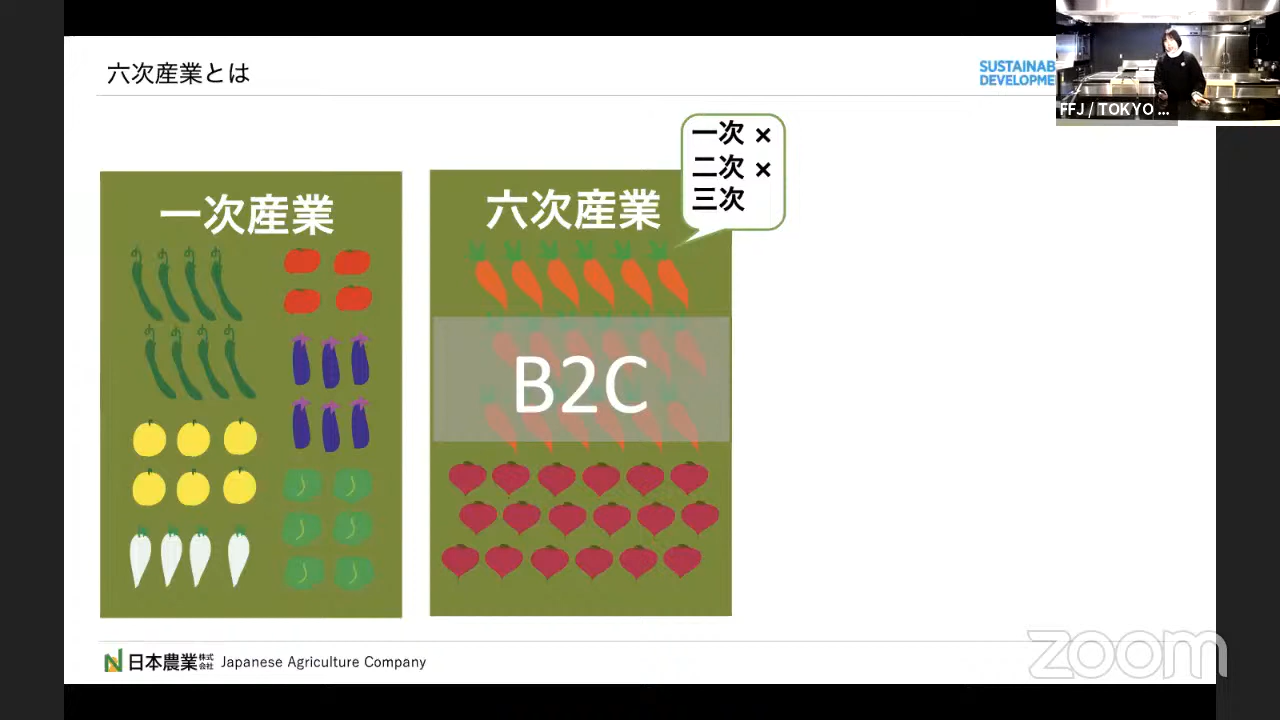 六次産業とは
SUSTAINAB
DEVELOPME
FFJ / TOKYO ...
一次 ×
二次 ×
三次
一次産業
六次産業
B2C
日本農業株式会社 Japanese Agriculture Company
zoom